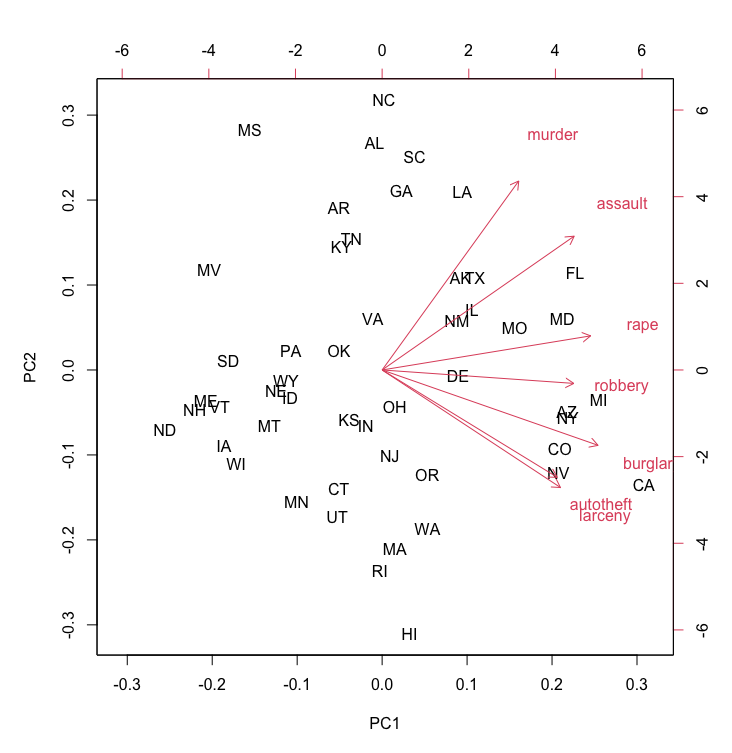 -6 -4 -2 0 2 4 6
NC
0.3
6
MS
murder
AL
SC
GA
LA
0.2
4
AR
assault
TN
KY
MV
FL
AK
TX
0.1
2
IL
VA
NM
MD
MO
rape
PA
OK
SD
PC2
0.0
0
DE
WY
robbery
NE
ID
ME
VT
NH
OH
MI
AZ
NY
ND
MT
KS
IN
IA
CO
-0.1
-2
WI
NJ
burglar
OR
NV
CA
MN
CT
autotheft
larceny
UT
WA
-0.2
-4
MA
RI
HI
-0.3
-6
-0.3 -0.2 -0.1 0.0 0.1 0.2 0.3
PC1